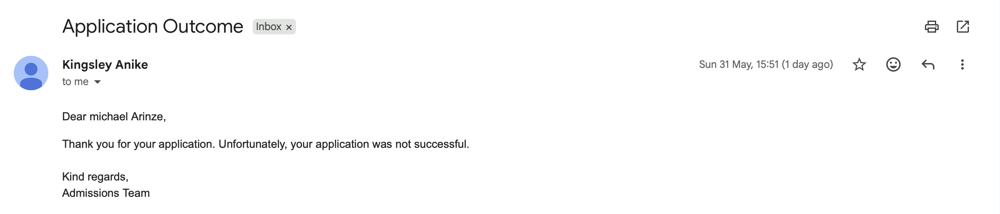 Application Outcome Inbox ×
Kingsley Anike Sun 31 May, 15:51 (1 day ago)
to me
Dear michael Arinze,
Thank you for your application. Unfortunately, your application was not successful.
Kind regards,
Admissions Team